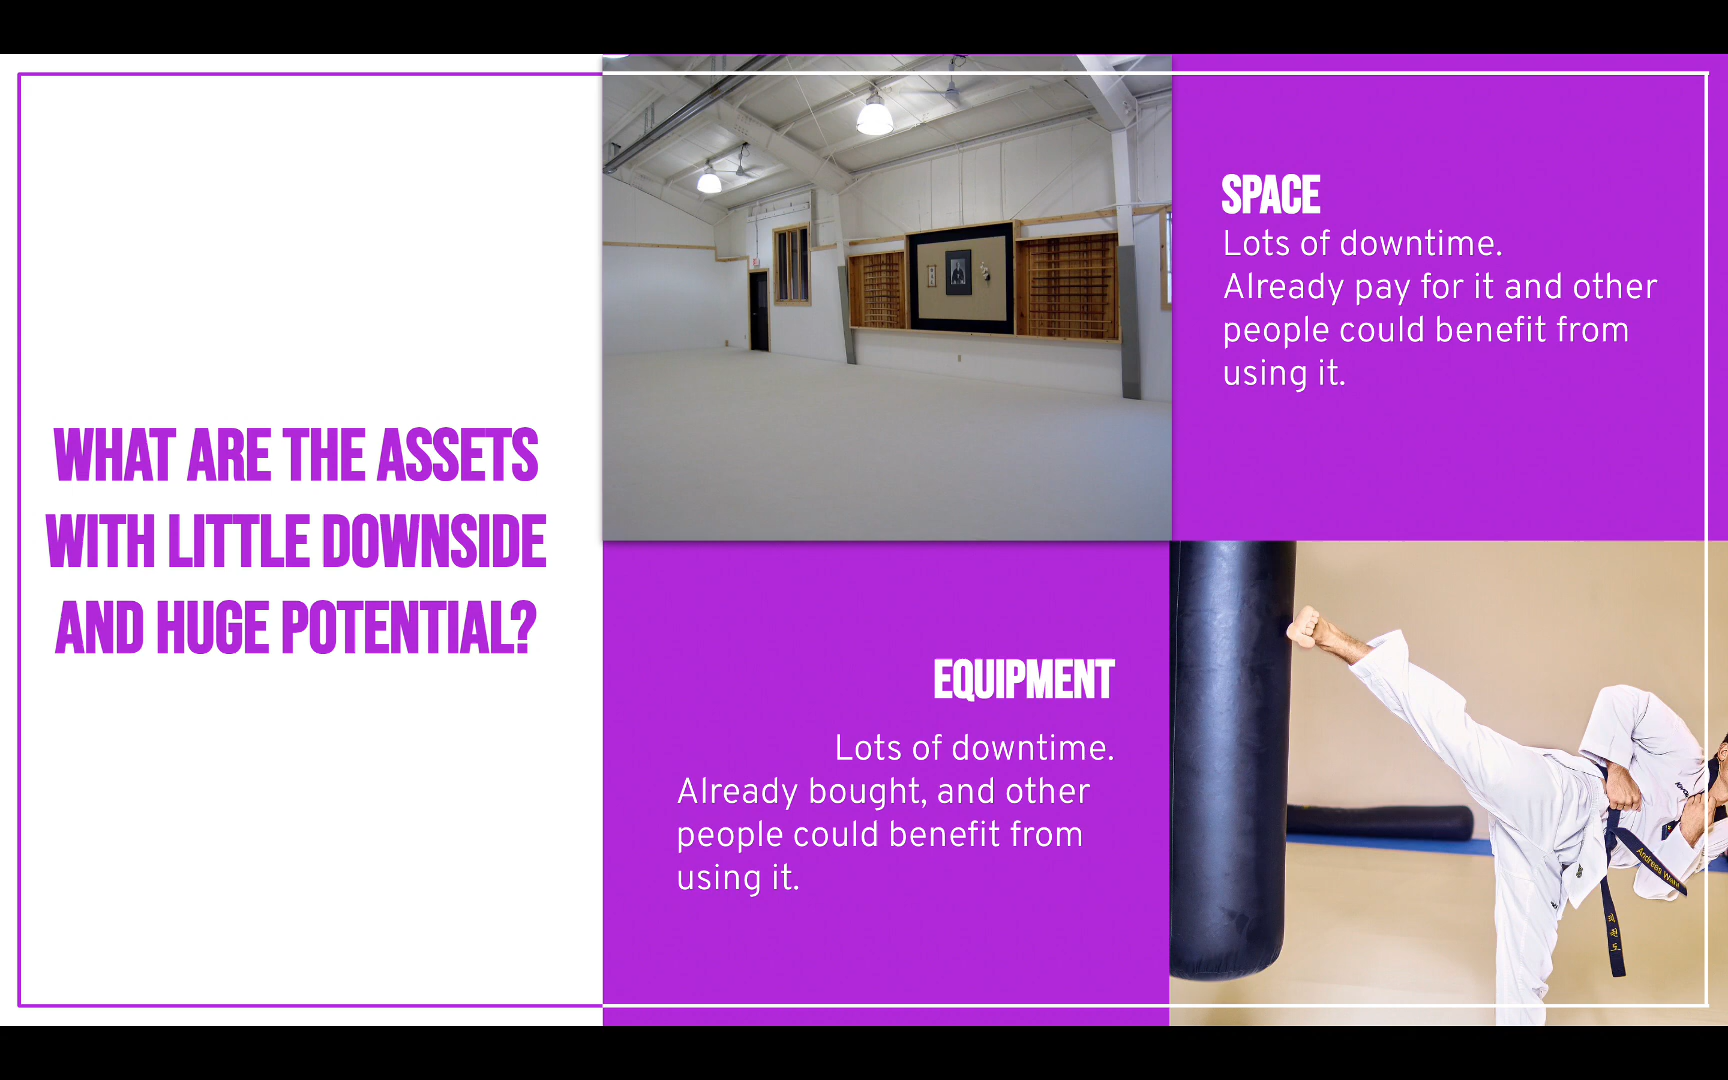 WHAT ARE THE ASSETS
WITH LITTLE DOWNSIDE
AND HUGE POTENTIAL?
SPACE
Lots of downtime.
Already pay for it and other
people could benefit from
using it.
EQUIPMENT
Lots of downtime.
Already bought, and other
people could benefit from
using it.